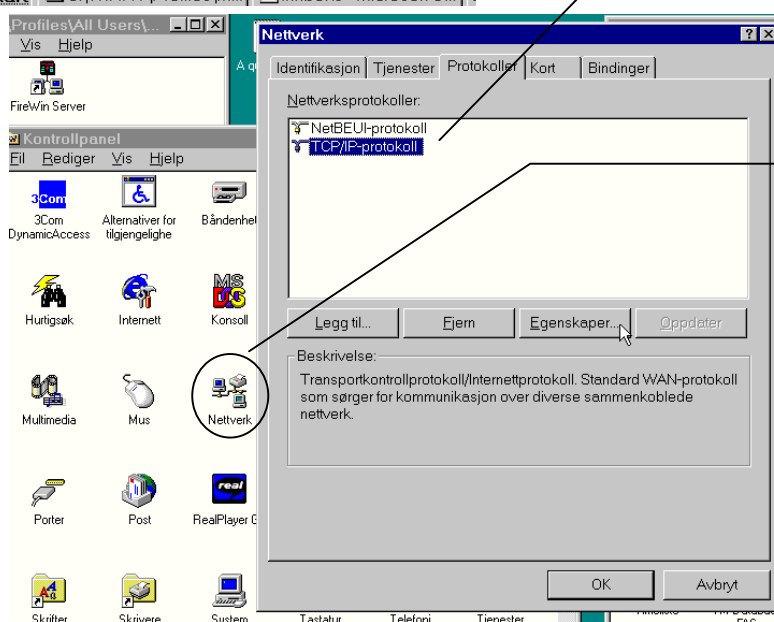 \Profiles\All Users\...
Vis Hjelp
FireWin Server
Kontrollpanel
Fil Rediger Vis Hjelp
3Com
3Com DynamicAccess
Alternativer for tilgjengelighe
Båndenhet
Hurtigsøk
Internett
MS DOS
Konsoll
Multimedia
Mus
Nettverk
Porter
Post
real
RealPlayer G
Skrifter
Skrivere
System
Tastatur
Telefoni
Tjenester
Nettverk
Identifikasjon Tjenester Protokoller Kort Bindinger
Nettverksprotokoller:
NetBEUI-protokoll
TCP/IP-protokoll
Legg til... Fjern Egenskaper... Oppdater
Beskrivelse:
Transportkontrollprotokoll/Internettprotokoll. Standard WAN-protokoll
som sørger for kommunikasjon over diverse sammenkoblede
nettverk.
OK Avbryt